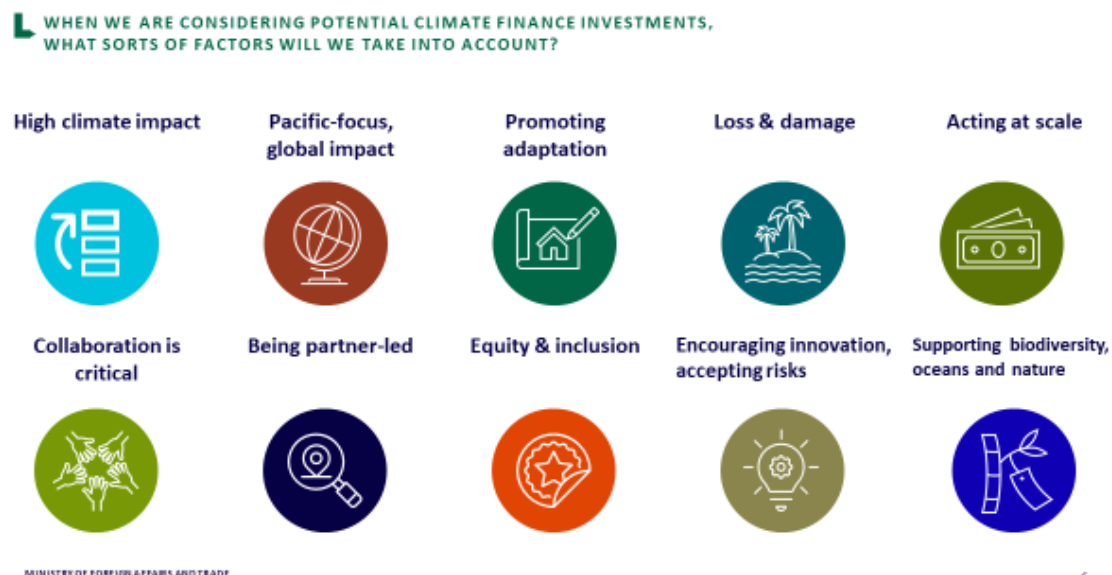 WHEN WE ARE CONSIDERING POTENTIAL CLIMATE FINANCE INVESTMENTS,
WHAT SORTS OF FACTORS WILL WE TAKE INTO ACCOUNT?
High climate impact
Pacific-focus,
global impact
Promoting
adaptation
Loss & damage
Acting at scale
Collaboration is
critical
Being partner-led
Equity & inclusion
Encouraging innovation,
accepting risks
Supporting biodiversity,
oceans and nature
MINISTRY OF FOREIGN AFFAIRS AND TRADE